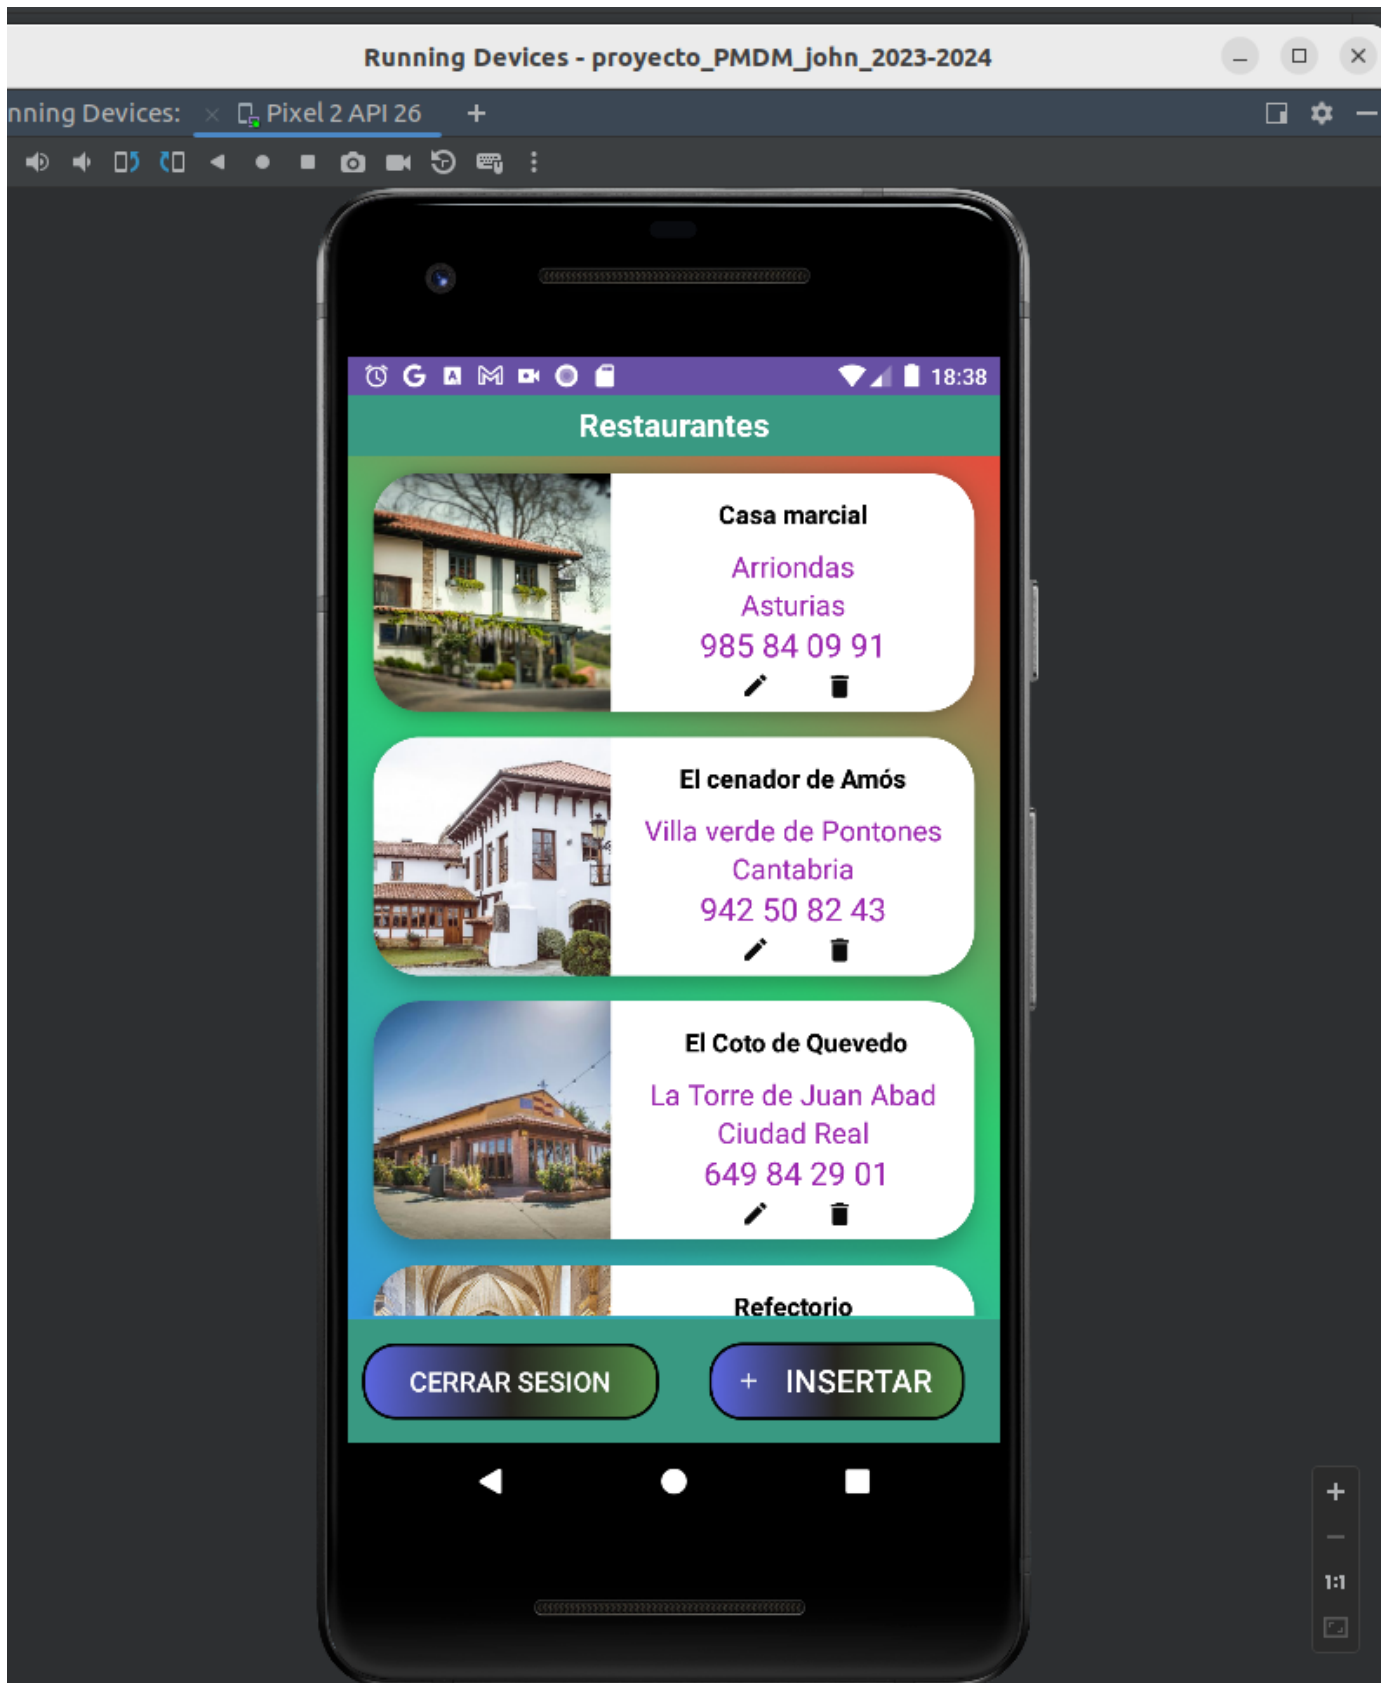 Running Devices - proyecto_PMDM_john_2023-2024
nning Devices:
Pixel 2 API 26
18:38
Restaurantes
Casa marcial
Arriondas
Asturias
985 84 09 91
El cenador de Amós
Villa verde de Pontones
Cantabria
942 50 82 43
El Coto de Quevedo
La Torre de Juan Abad
Ciudad Real
649 84 29 01
Refectorio
CERRAR SESION
+ INSERTAR
1:1